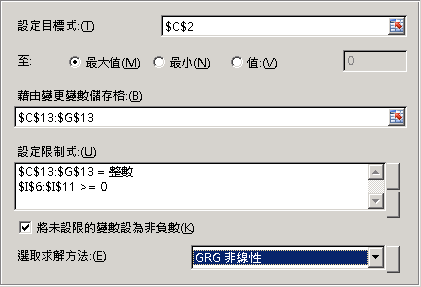 設定目標式:(T) $C$2
至: 最大值(M) 最小(N) 值:(V) 0
藉由變更變數儲存格:(B)
$C$13:$G$13
設定限制式:(U)
$C$13:$G$13 = 整數
$I$6:$I$11 >= 0
將未設限的變數設為非負數(K)
選取求解方法:(E) GRG 非線性